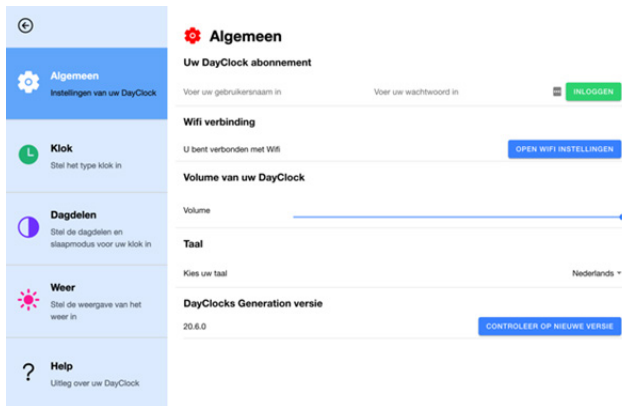 Algemeen
Instellingen van uw DayClock
Klok
Stel het type klok in
Dagdelen
Stel de dagdelen en
slaapmodus voor uw klok in
Weer
Stel de weergave van het
weer in
Help
Uitleg over uw DayClock
Algemeen
Uw DayClock abonnement
Voer uw gebruikersnaam in
Voer uw wachtwoord in
INLOGGEN
Wifi verbinding
U bent verbonden met Wifi
OPEN WIFI INSTELLINGEN
Volume van uw DayClock
Volume
Taal
Kies uw taal
Nederlands
DayClocks Generation versie
20.6.0
CONTROLEER OP NIEUWE VERSIE